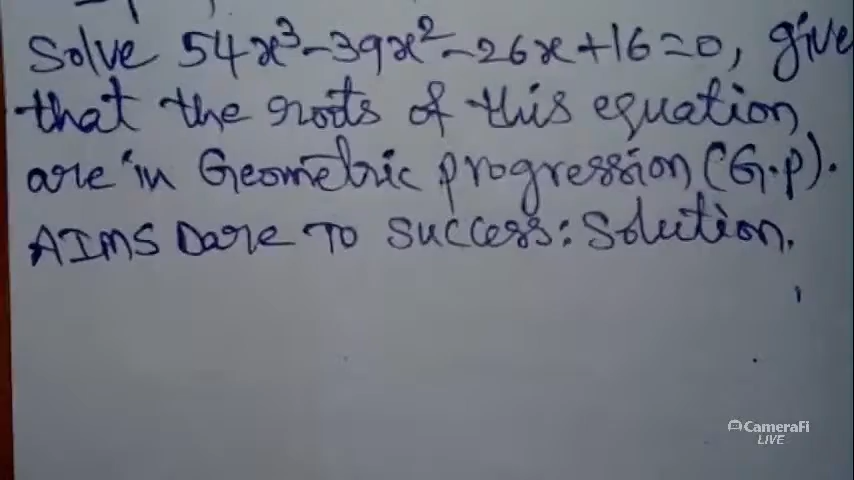 Solve 54x³-39x²-26x+16=0, give
that the roots of this equation
are in Geometric progression (G.P).
AIMS Dare To Success: Solution.
CameraFi
LIVE